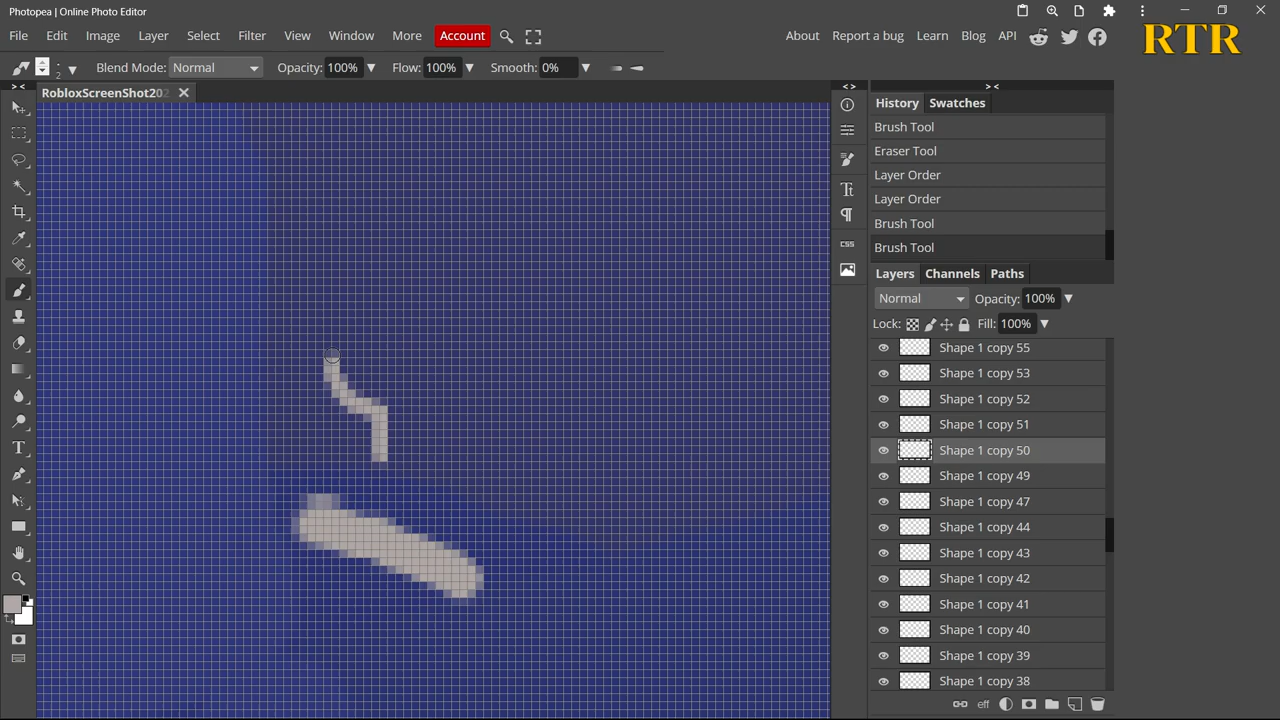 Photopea | Online Photo Editor
File Edit Image Layer Select Filter View Window More Account About Report a bug Learn Blog API RTR
2 Blend Mode: Normal Opacity: 100% Flow: 100% Smooth: 0%
RobloxScreenShot202
History Swatches
Brush Tool
Eraser Tool
Layer Order
Layer Order
Brush Tool
Brush Tool
Layers Channels Paths
Normal Opacity: 100%
Lock: Fill: 100%
Shape 1 copy 55
Shape 1 copy 53
Shape 1 copy 52
Shape 1 copy 51
Shape 1 copy 50
Shape 1 copy 49
Shape 1 copy 47
Shape 1 copy 44
Shape 1 copy 43
Shape 1 copy 42
Shape 1 copy 41
Shape 1 copy 40
Shape 1 copy 39
Shape 1 copy 38
CSS
eff